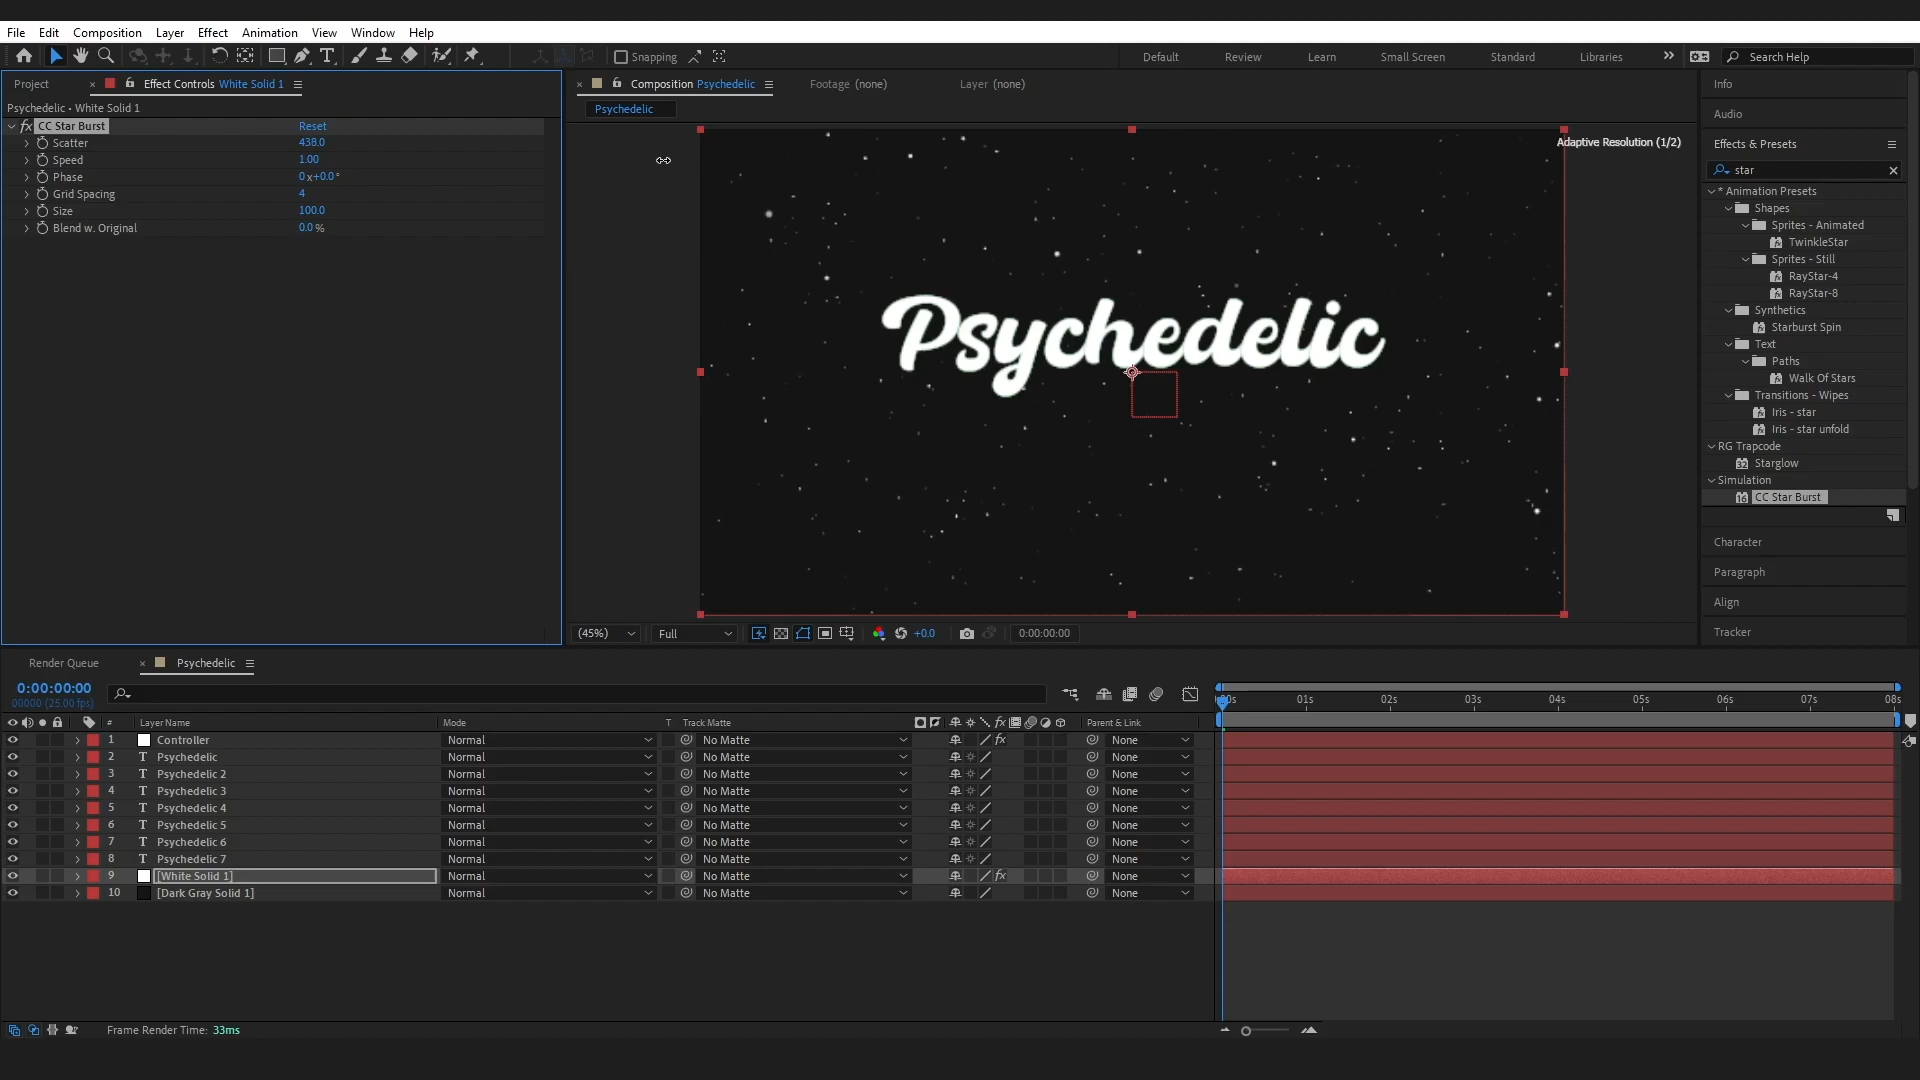 File Edit Composition Layer Effect Animation View Window Help
Snapping Default Review Learn Small Screen Standard Libraries Search Help
Project Effect Controls White Solid 1
Psychedelic • White Solid 1
fx CC Star Burst Reset
Scatter 438.0
Speed 1.00
Phase 0x+0.0°
Grid Spacing 4
Size 100.0
Blend w. Original 0.0 %
Composition Psychedelic Footage (none) Layer (none)
Psychedelic
Adaptive Resolution (1/2)
Psychedelic
(45%) Full +0.0 0:00:00:00
Info
Audio
Effects & Presets
star
* Animation Presets
Shapes
Sprites - Animated
TwinkleStar
Sprites - Still
RayStar-4
RayStar-8
Synthetics
Starburst Spin
Text
Paths
Walk Of Stars
Transitions - Wipes
Iris - star
Iris - star unfold
RG Trapcode
32 Starglow
Simulation
16 CC Star Burst
Character
Paragraph
Align
Tracker
Render Queue Psychedelic
0:00:00:00
00000 (25.00 fps)
00s 01s 02s 03s 04s 05s 06s 07s 08s
# Layer Name Mode T Track Matte fx Parent & Link
1 Controller Normal No Matte fx None
2 T Psychedelic Normal No Matte None
3 T Psychedelic 2 Normal No Matte None
4 T Psychedelic 3 Normal No Matte None
5 T Psychedelic 4 Normal No Matte None
6 T Psychedelic 5 Normal No Matte None
7 T Psychedelic 6 Normal No Matte None
8 T Psychedelic 7 Normal No Matte None
9 [White Solid 1] Normal No Matte fx None
10 [Dark Gray Solid 1] Normal No Matte None
Frame Render Time: 33ms